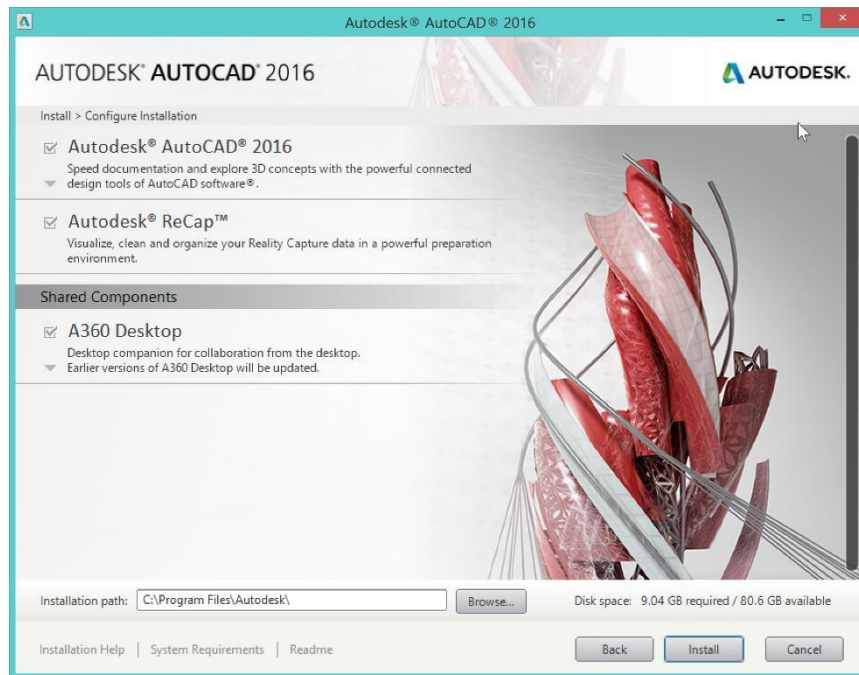 Autodesk® AutoCAD® 2016
AUTODESK® AUTOCAD® 2016
AUTODESK.
Install > Configure Installation
Autodesk® AutoCAD® 2016
Speed documentation and explore 3D concepts with the powerful connected
design tools of AutoCAD software®.
Autodesk® ReCap™
Visualize, clean and organize your Reality Capture data in a powerful preparation
environment.
Shared Components
A360 Desktop
Desktop companion for collaboration from the desktop.
Earlier versions of A360 Desktop will be updated.
Installation path: C:\Program Files\Autodesk\ Browse... Disk space: 9.04 GB required / 80.6 GB available
Installation Help | System Requirements | Readme Back Install Cancel